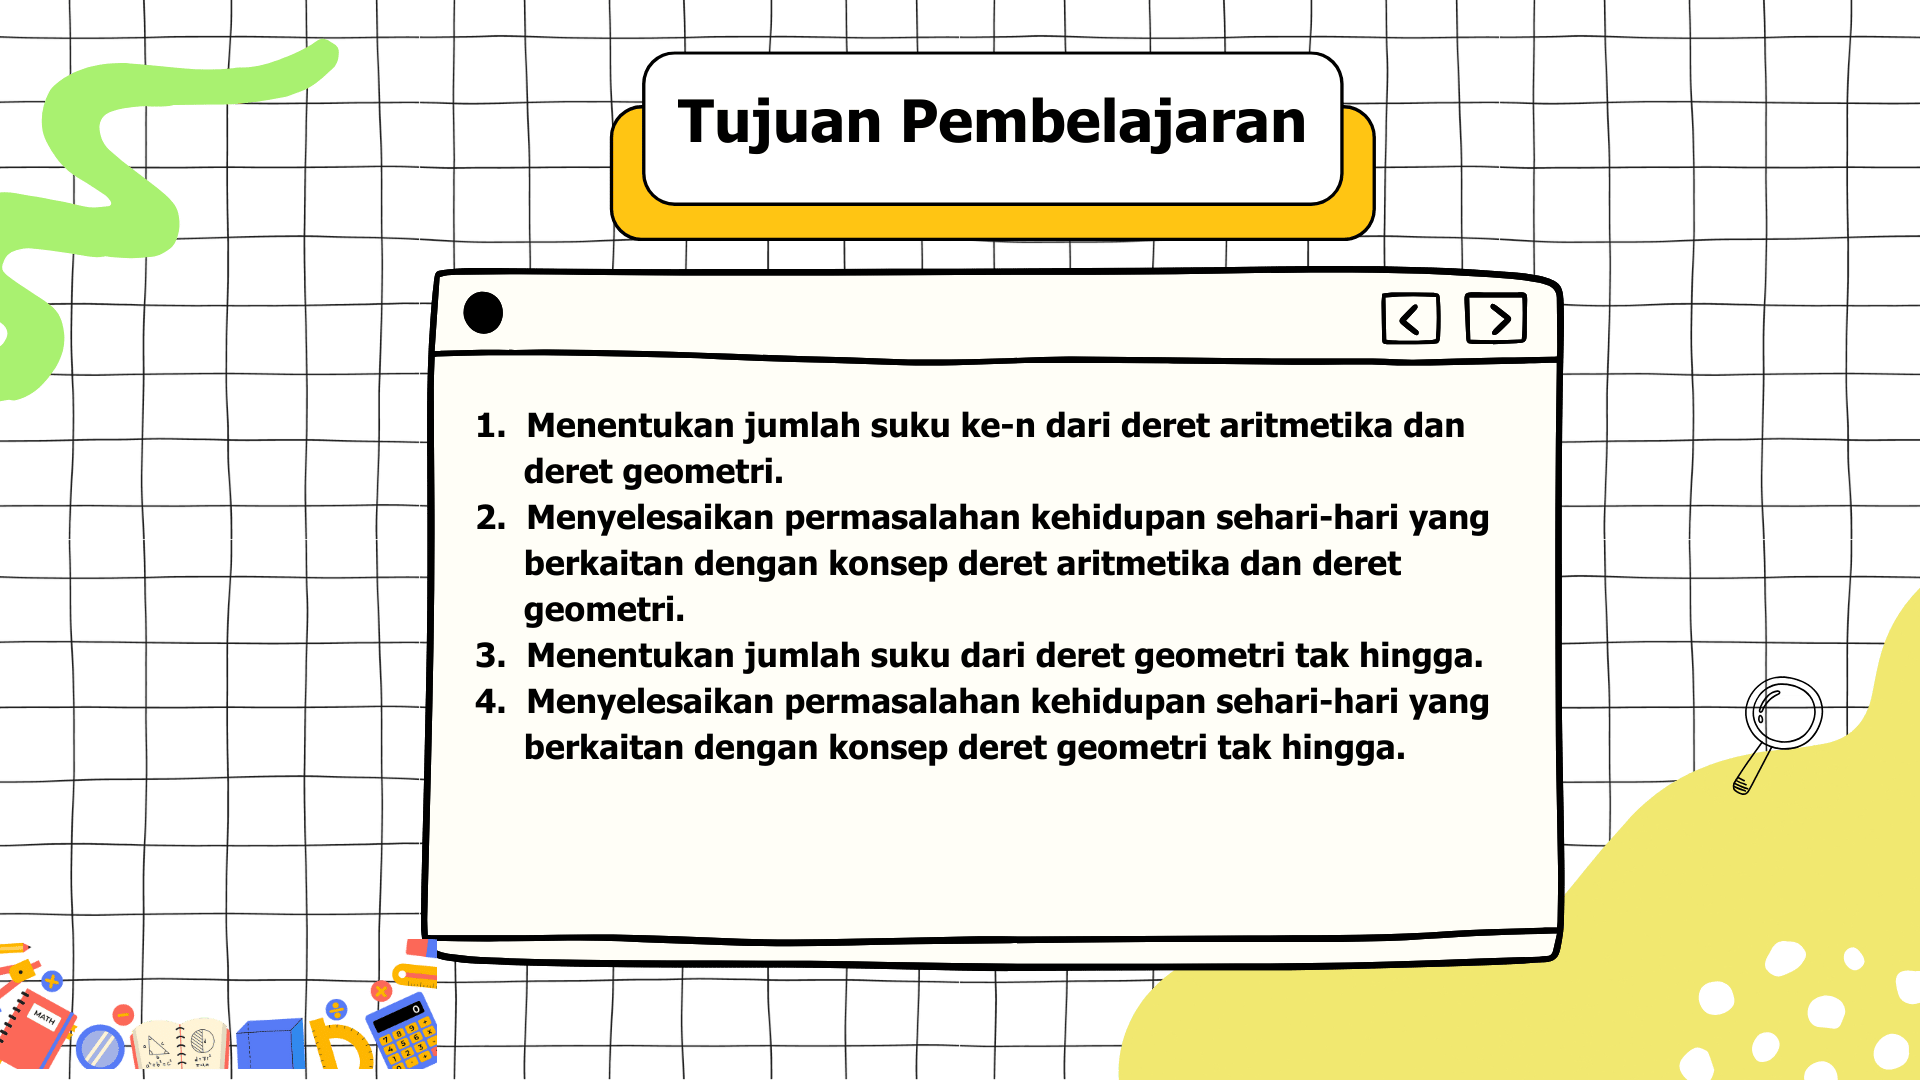 Tujuan Pembelajaran
1. Menentukan jumlah suku ke-n dari deret aritmetika dan
deret geometri.
2. Menyelesaikan permasalahan kehidupan sehari-hari yang
berkaitan dengan konsep deret aritmetika dan deret
geometri.
3. Menentukan jumlah suku dari deret geometri tak hingga.
4. Menyelesaikan permasalahan kehidupan sehari-hari yang
berkaitan dengan konsep deret geometri tak hingga.
MATH